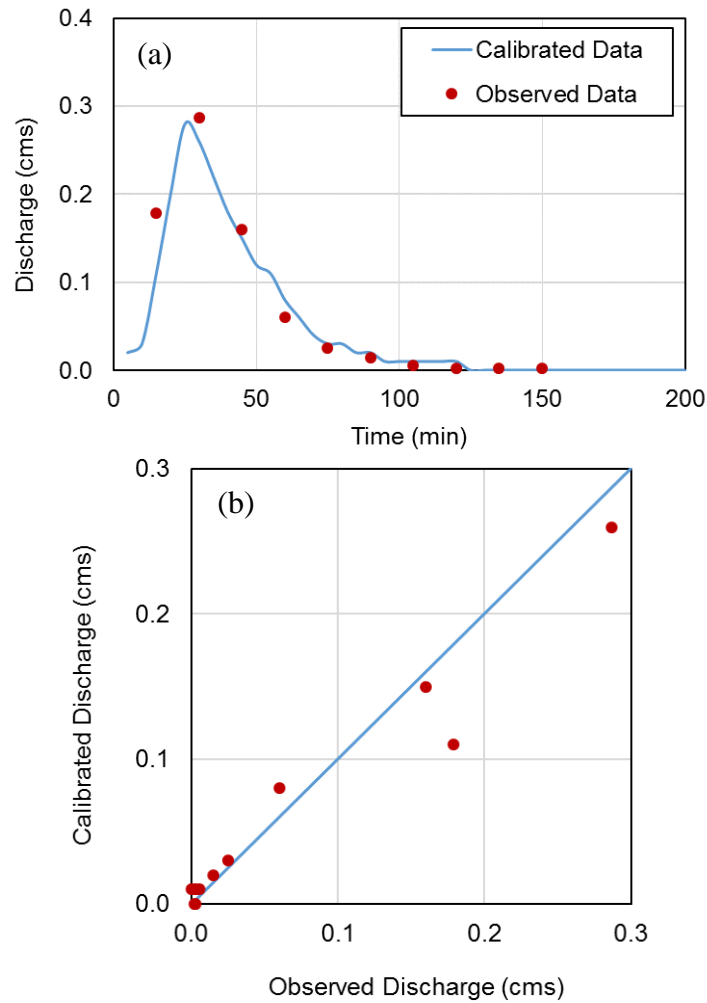 (a)
Calibrated Data
Observed Data
0.4
0.3
0.2
0.1
0.0
Discharge (cms)
0 50 100 150 200
Time (min)
(b)
0.3
0.2
0.1
0.0
Calibrated Discharge (cms)
0.0 0.1 0.2 0.3
Observed Discharge (cms)